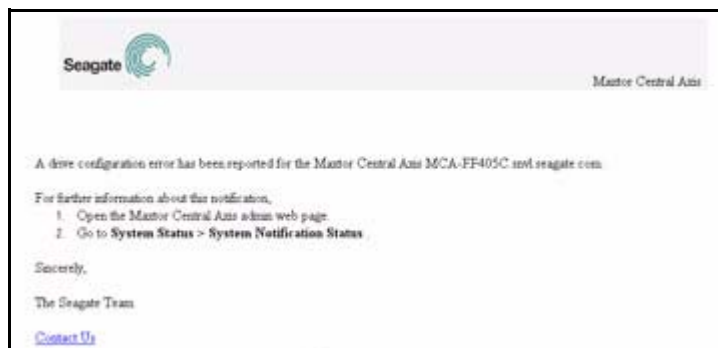 Seagate
Maxtor Central Axis
A drive configuration error has been reported for the Maxtor Central Axis MCA-FF405C.snvl.seagate.com.
For further information about this notification,
1. Open the Maxtor Central Axis admin web page.
2. Go to System Status > System Notification Status.
Sincerely,
The Seagate Team
Contact Us